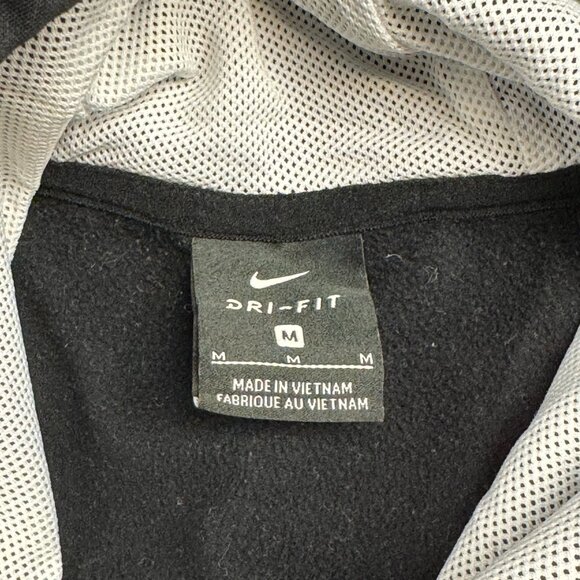 DRI-FIT
M
M M M
MADE IN VIETNAM
FABRIQUE AU VIETNAM